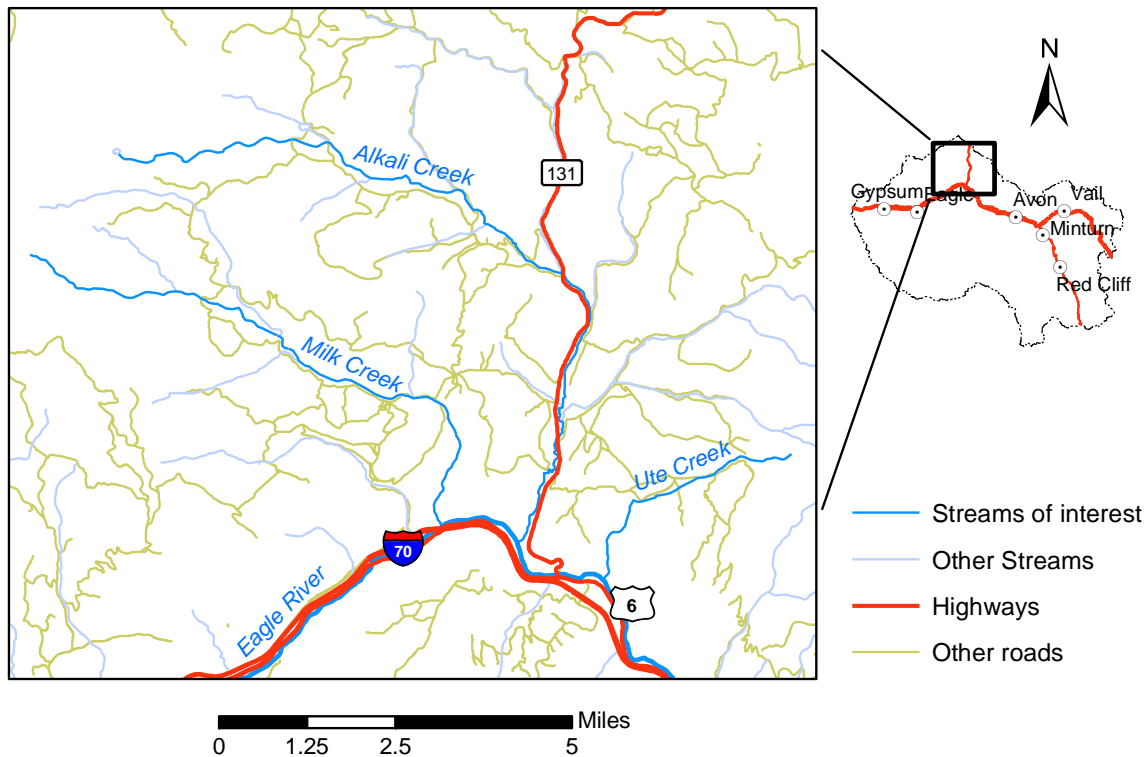 Alkali Creek
131
Milk Creek
Ute Creek
70
6
Eagle River
N
Gypsum
Eagle
Avon
Vail
Minturn
Red Cliff
Streams of interest
Other Streams
Highways
Other roads
Miles
0 1.25 2.5 5